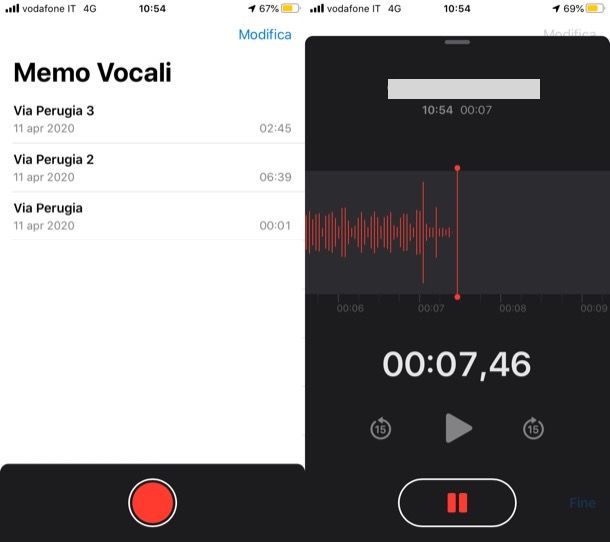 vodafone IT 4G 10:54 67%
Modifica
Memo Vocali
Via Perugia 3
11 apr 2020 02:45
Via Perugia 2
11 apr 2020 06:39
Via Perugia
11 apr 2020 00:01
vodafone IT 4G 10:54 69%
Modifica
10:54 00:07
00:06 00:07 00:08 00:09
00:07,46
15 15
Fine